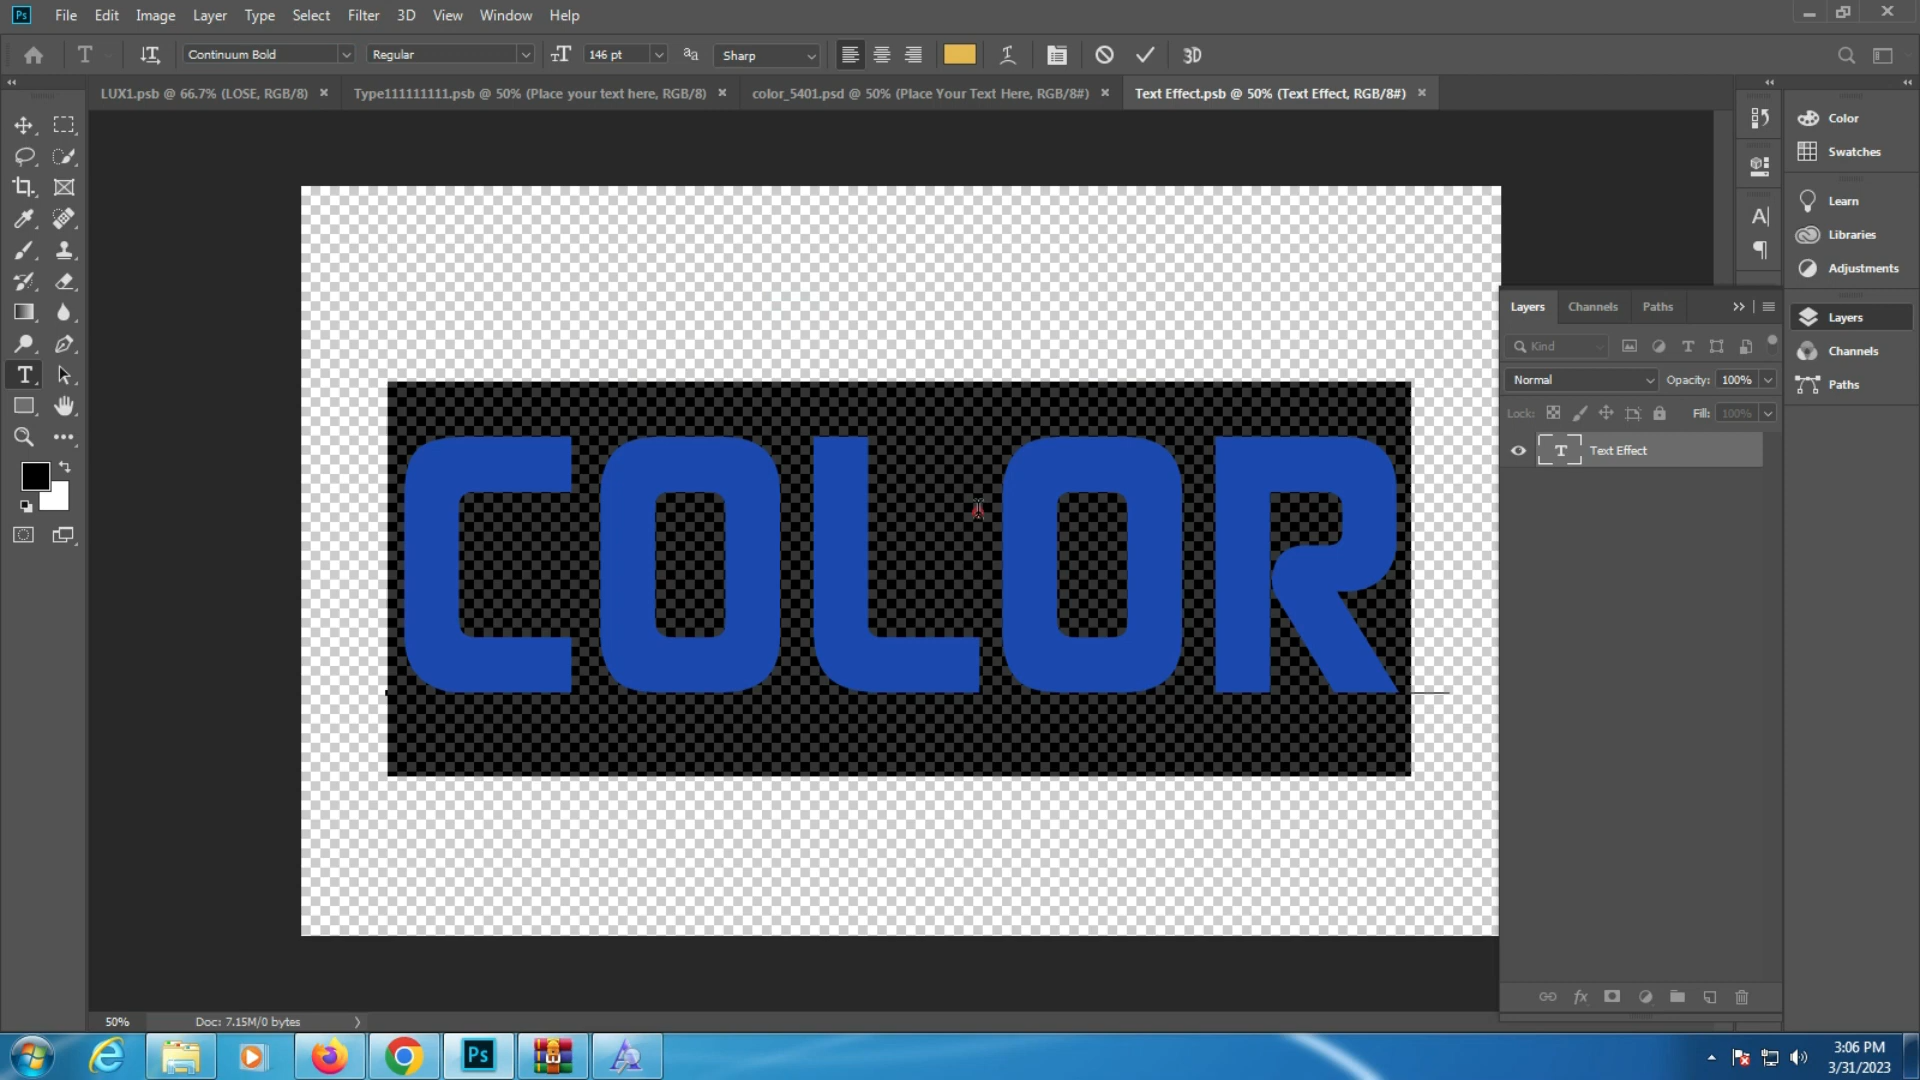 Ps File Edit Image Layer Type Select Filter 3D View Window Help
T Continuum Bold Regular 146 pt aa Sharp 3D
LUX1.psb @ 66.7% (LOSE, RGB/8) Type111111111.psb @ 50% (Place your text here, RGB/8) color_5401.psd @ 50% (Place Your Text Here, RGB/8#) Text Effect.psb @ 50% (Text Effect, RGB/8#)
Color
Swatches
Learn
Libraries
Adjustments
Layers
Channels
Paths
Layers Channels Paths
Kind
Normal Opacity: 100%
Lock: Fill: 100%
T Text Effect
COLOR
50% Doc: 7.15M/0 bytes
Ps
3:06 PM
3/31/2023